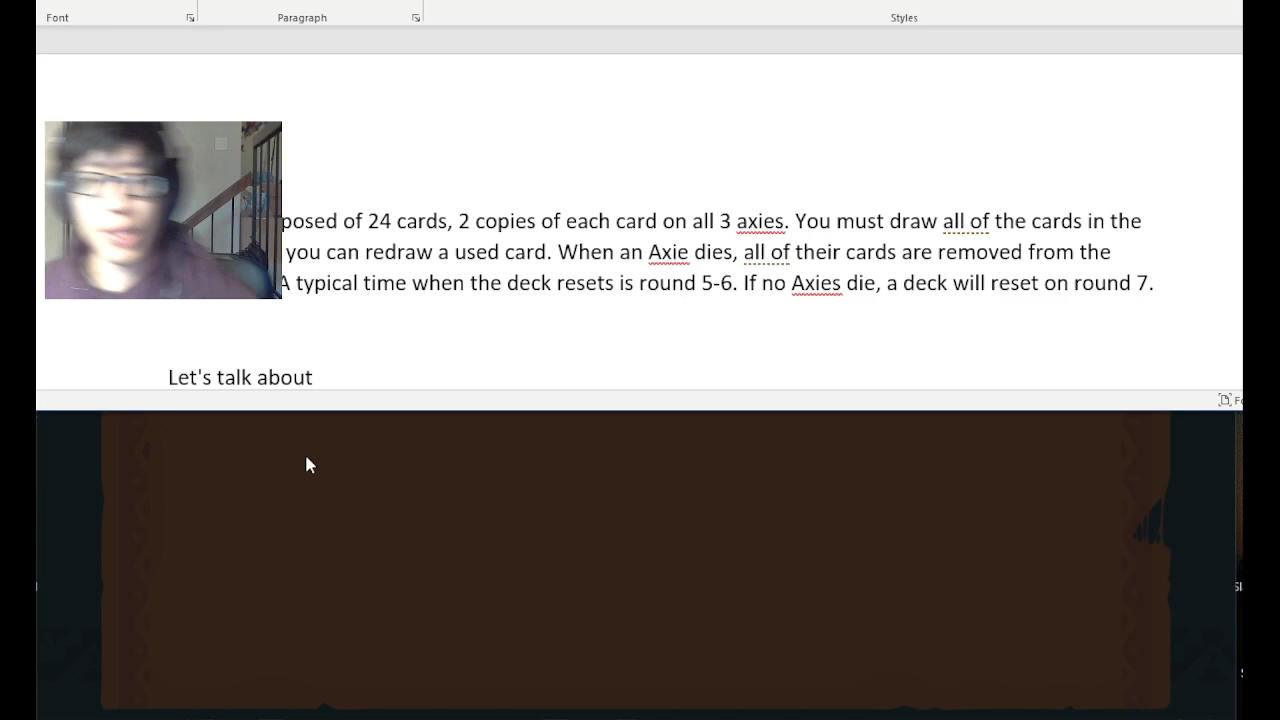 Font Paragraph Styles
posed of 24 cards, 2 copies of each card on all 3 axies. You must draw all of the cards in the
you can redraw a used card. When an Axie dies, all of their cards are removed from the
A typical time when the deck resets is round 5-6. If no Axies die, a deck will reset on round 7.
Let's talk about